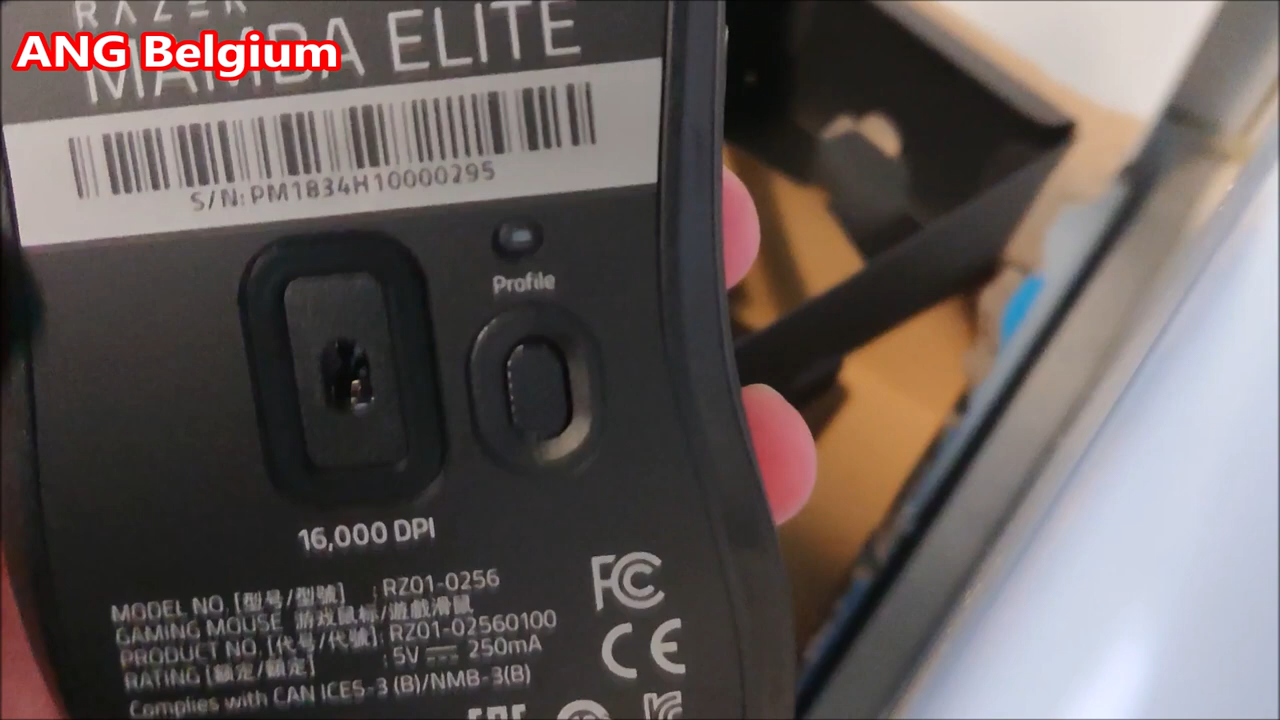 RAZER
ANG Belgium
MAMBA ELITE
S/N: PM1834H10000295
Profile
16,000 DPI
MODEL NO. [型号/型號] : RZ01-0256
GAMING MOUSE 游戏鼠标/遊戲滑鼠
PRODUCT NO. [代号/代號]: RZ01-02560100
RATING [额定/額定] : 5V 250mA
Complies with CAN ICES-3 (B)/NMB-3(B)
FC
CE